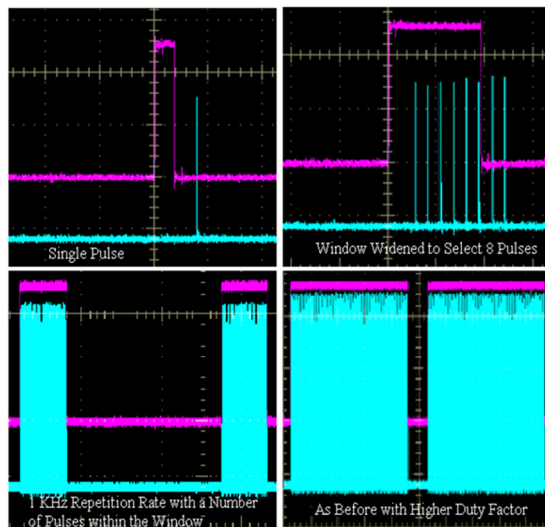 Single Pulse
Window Widened to Select 8 Pulses
1 KHz Repetition Rate with a Number
of Pulses within the Window
As Before with Higher Duty Factor